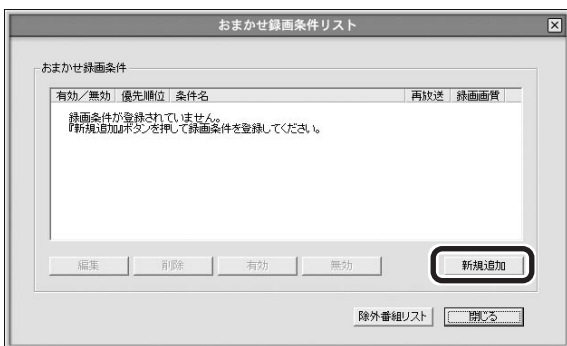 おまかせ録画条件リスト
おまかせ録画条件
有効／無効 優先順位 条件名 再放送 録画画質
録画条件が登録されていません。
『新規追加』ボタンを押して録画条件を登録してください。
編集 削除 有効 無効 新規追加
除外番組リスト 閉じる